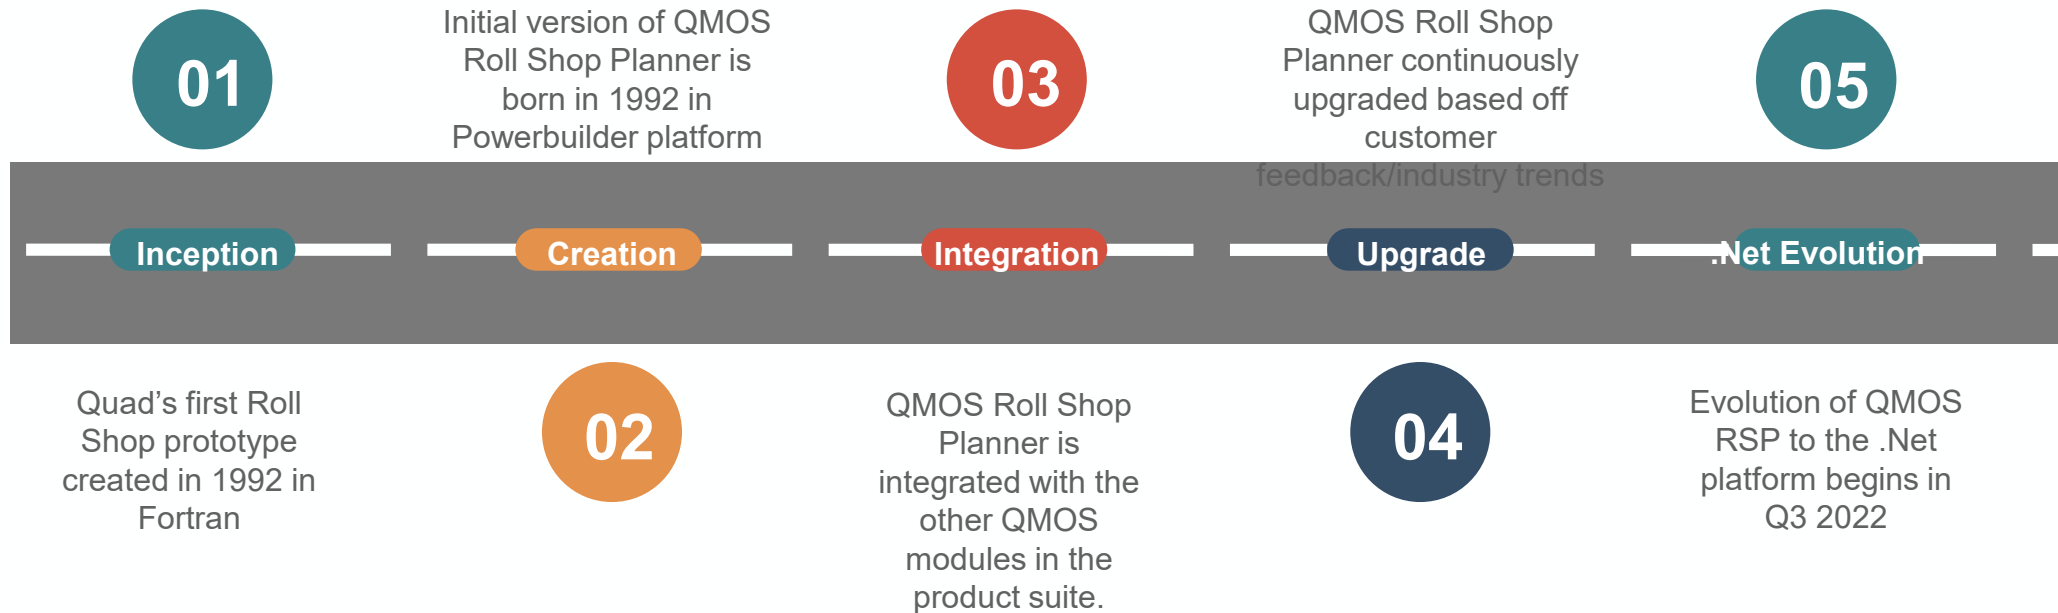 01
Initial version of QMOS
Roll Shop Planner is
born in 1992 in
Powerbuilder platform
03
QMOS Roll Shop
Planner continuously
upgraded based off
customer
feedback/industry trends
05
Inception
Creation
Integration
Upgrade
.Net Evolution
Quad’s first Roll
Shop prototype
created in 1992 in
Fortran
02
QMOS Roll Shop
Planner is
integrated with the
other QMOS
modules in the
product suite.
04
Evolution of QMOS
RSP to the .Net
platform begins in
Q3 2022